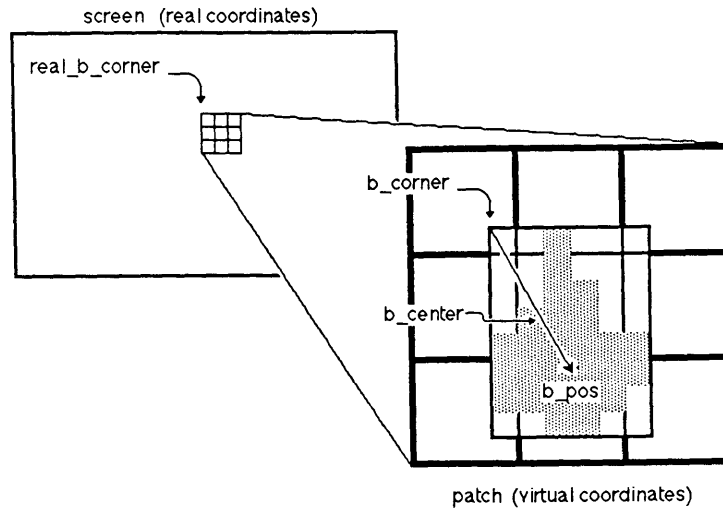 screen (real coordinates)
real_b_corner
b_corner
b_center
b_pos
patch (virtual coordinates)